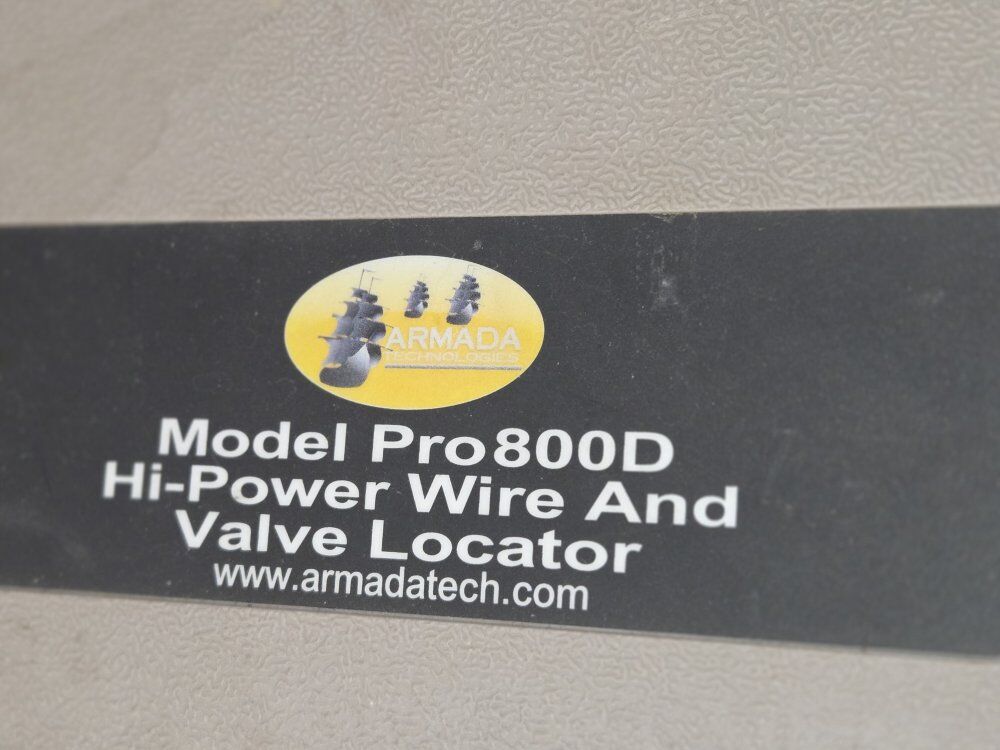 ARMADA
TECHNOLOGIES
Model Pro800D
Hi-Power Wire And
Valve Locator
www.armadatech.com